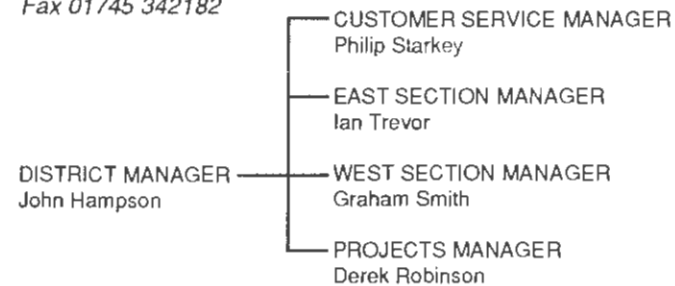 Fax 01745 342182
CUSTOMER SERVICE MANAGER
Philip Starkey
EAST SECTION MANAGER
Ian Trevor
DISTRICT MANAGER
John Hampson
WEST SECTION MANAGER
Graham Smith
PROJECTS MANAGER
Derek Robinson